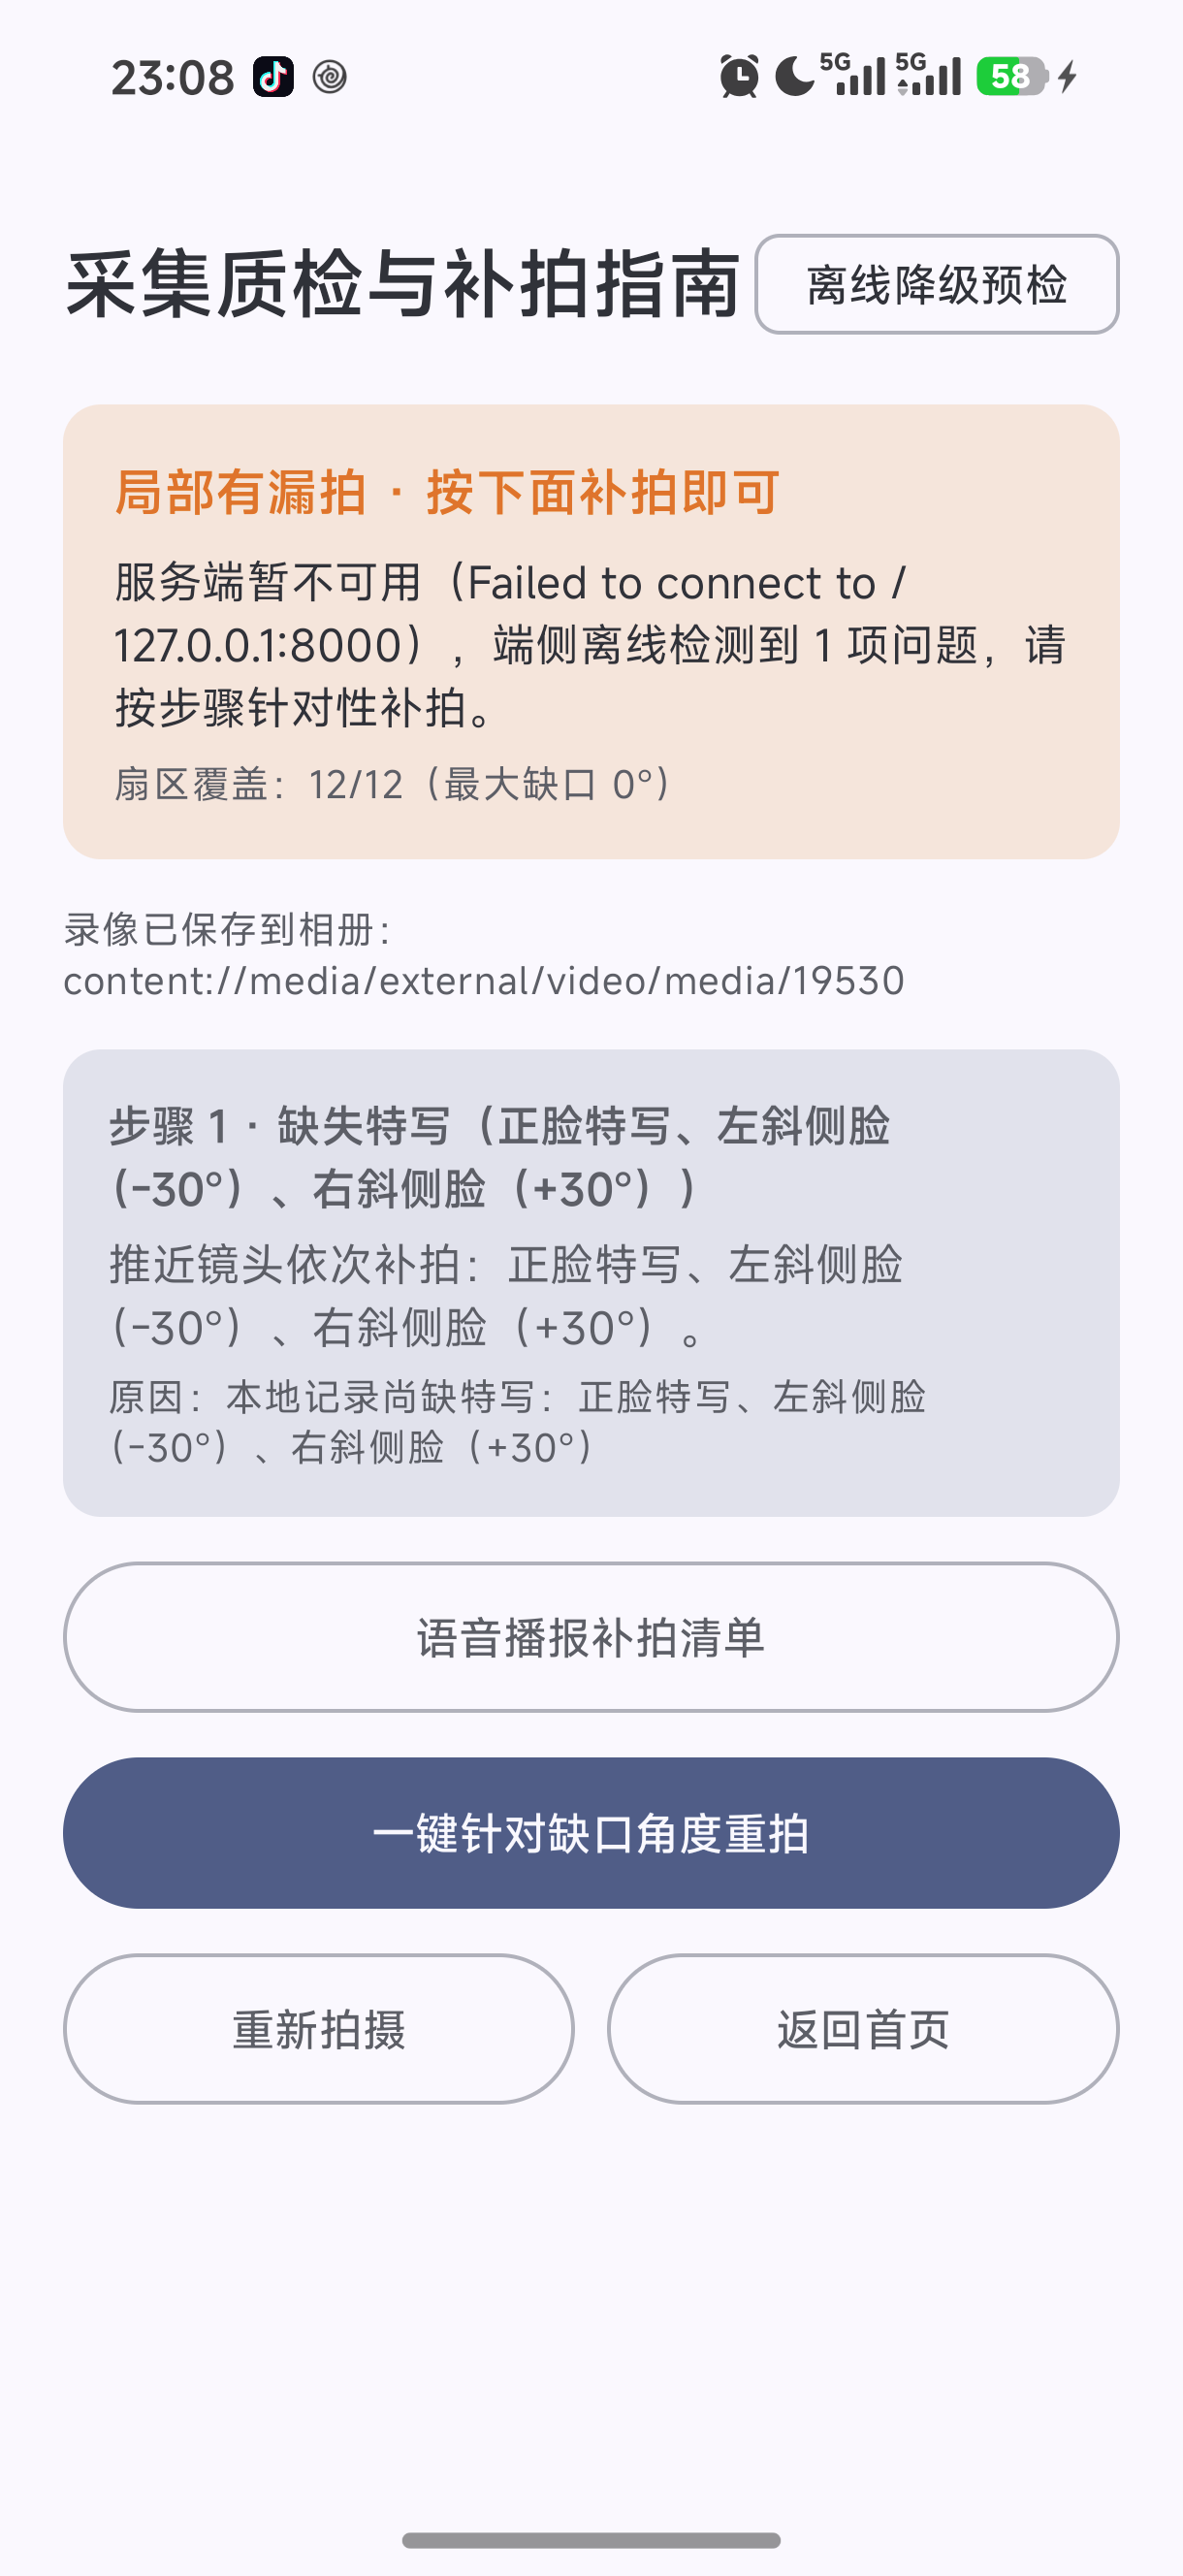 23:08 5G 5G 58
采集质检与补拍指南 离线降级预检
局部有漏拍 · 按下面补拍即可
服务端暂不可用（Failed to connect to /
127.0.0.1:8000），端侧离线检测到 1 项问题，请
按步骤针对性补拍。
扇区覆盖：12/12（最大缺口 0°）
录像已保存到相册：
content://media/external/video/media/19530
步骤 1 · 缺失特写（正脸特写、左斜侧脸
（-30°）、右斜侧脸（+30°））
推近镜头依次补拍：正脸特写、左斜侧脸
（-30°）、右斜侧脸（+30°）。
原因：本地记录尚缺特写：正脸特写、左斜侧脸
（-30°）、右斜侧脸（+30°）
语音播报补拍清单
一键针对缺口角度重拍
重新拍摄 返回首页